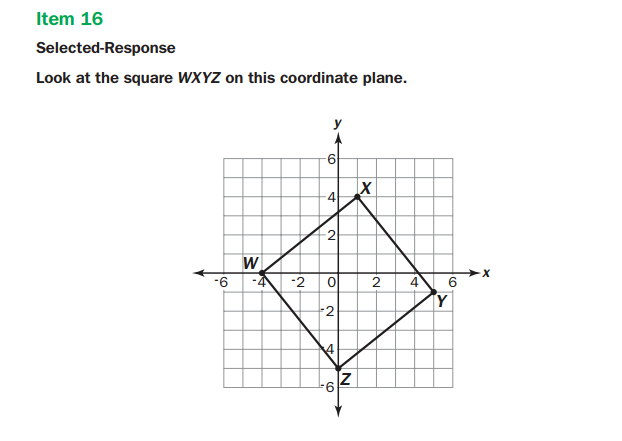 Item 16
Selected-Response
Look at the square WXYZ on this coordinate plane.
y
6
X
4
2
W
x
-6 -4 -2 0 2 4 6
Y
-2
-4
Z
-6